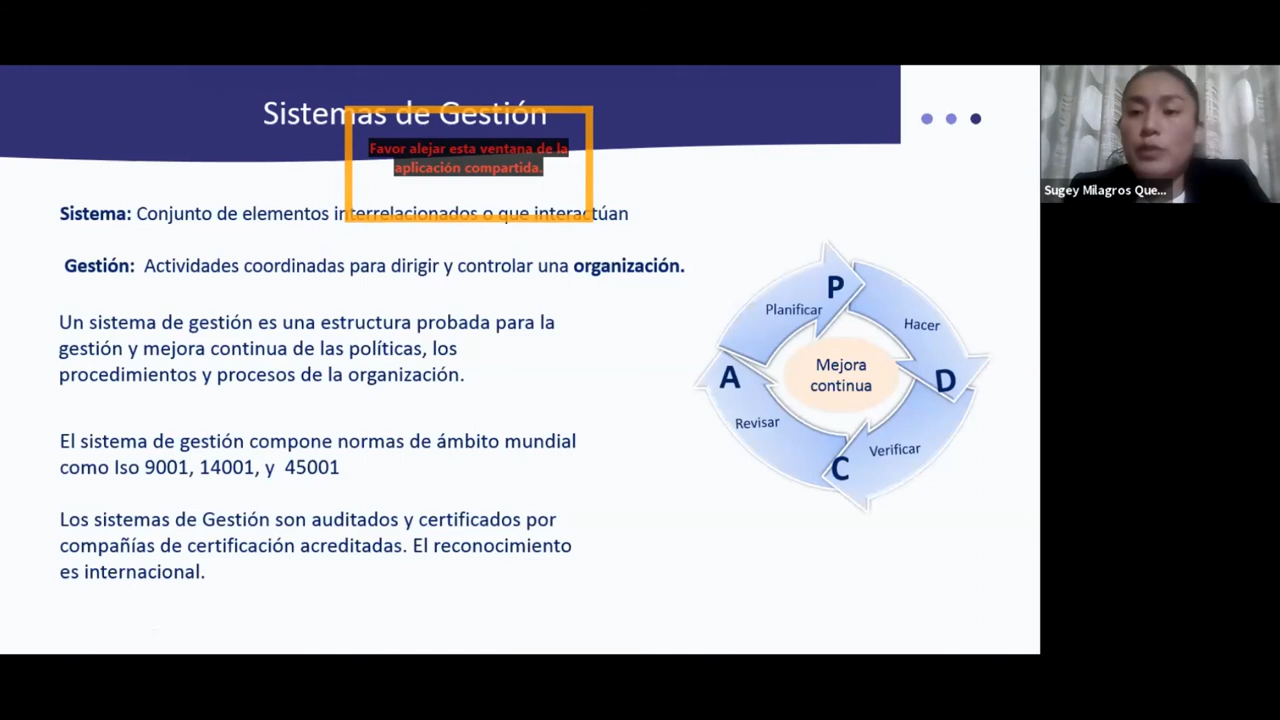 Sistemas de Gestión
Favor alejar esta ventana de la
aplicación compartida.
Sistema: Conjunto de elementos interrelacionados o que interactúan
Gestión: Actividades coordinadas para dirigir y controlar una organización.
Un sistema de gestión es una estructura probada para la
gestión y mejora continua de las políticas, los
procedimientos y procesos de la organización.
El sistema de gestión compone normas de ámbito mundial
como Iso 9001, 14001, y 45001
Los sistemas de Gestión son auditados y certificados por
compañías de certificación acreditadas. El reconocimiento
es internacional.
P
Planificar
Hacer
D
Mejora
continua
A
Revisar
Verificar
C
Sugey Milagros Que...